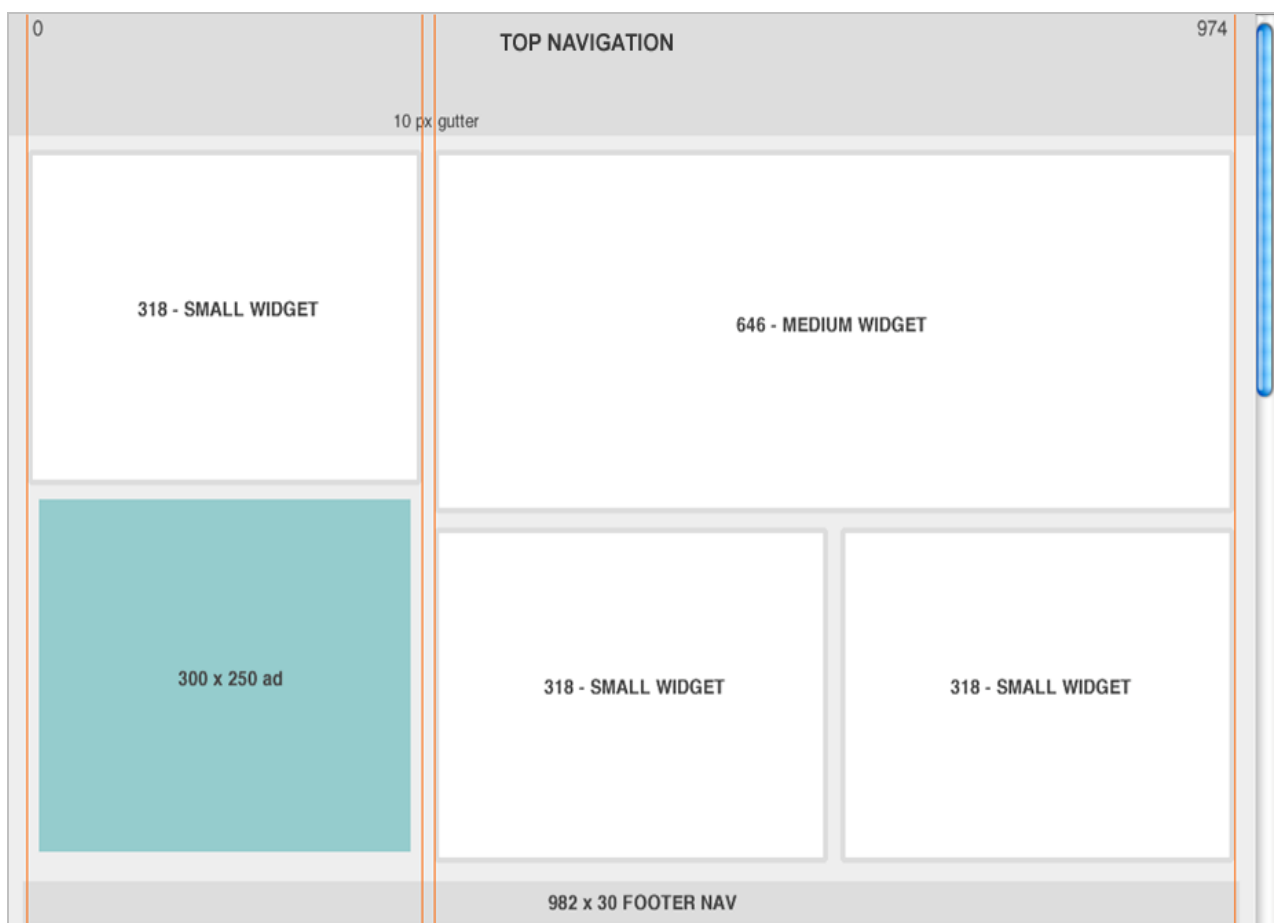 0
974
TOP NAVIGATION
10 px gutter
318 - SMALL WIDGET
646 - MEDIUM WIDGET
300 x 250 ad
318 - SMALL WIDGET
318 - SMALL WIDGET
982 x 30 FOOTER NAV